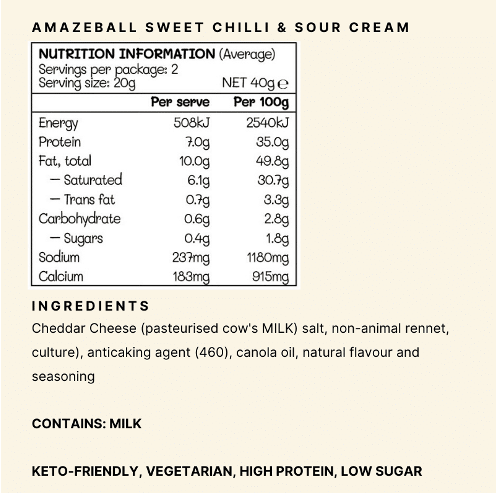 AMAZEBALL SWEET CHILLI & SOUR CREAM
NUTRITION INFORMATION (Average)
Servings per package: 2
Serving size: 20g NET 40g ℮
Per serve Per 100g
Energy 508kJ 2540kJ
Protein 7.0g 35.0g
Fat, total 10.0g 49.8g
— Saturated 6.1g 30.7g
— Trans fat 0.7g 3.3g
Carbohydrate 0.6g 2.8g
— Sugars 0.4g 1.8g
Sodium 237mg 1180mg
Calcium 183mg 915mg
INGREDIENTS
Cheddar Cheese (pasteurised cow's MILK) salt, non-animal rennet,
culture), anticaking agent (460), canola oil, natural flavour and
seasoning
CONTAINS: MILK
KETO-FRIENDLY, VEGETARIAN, HIGH PROTEIN, LOW SUGAR